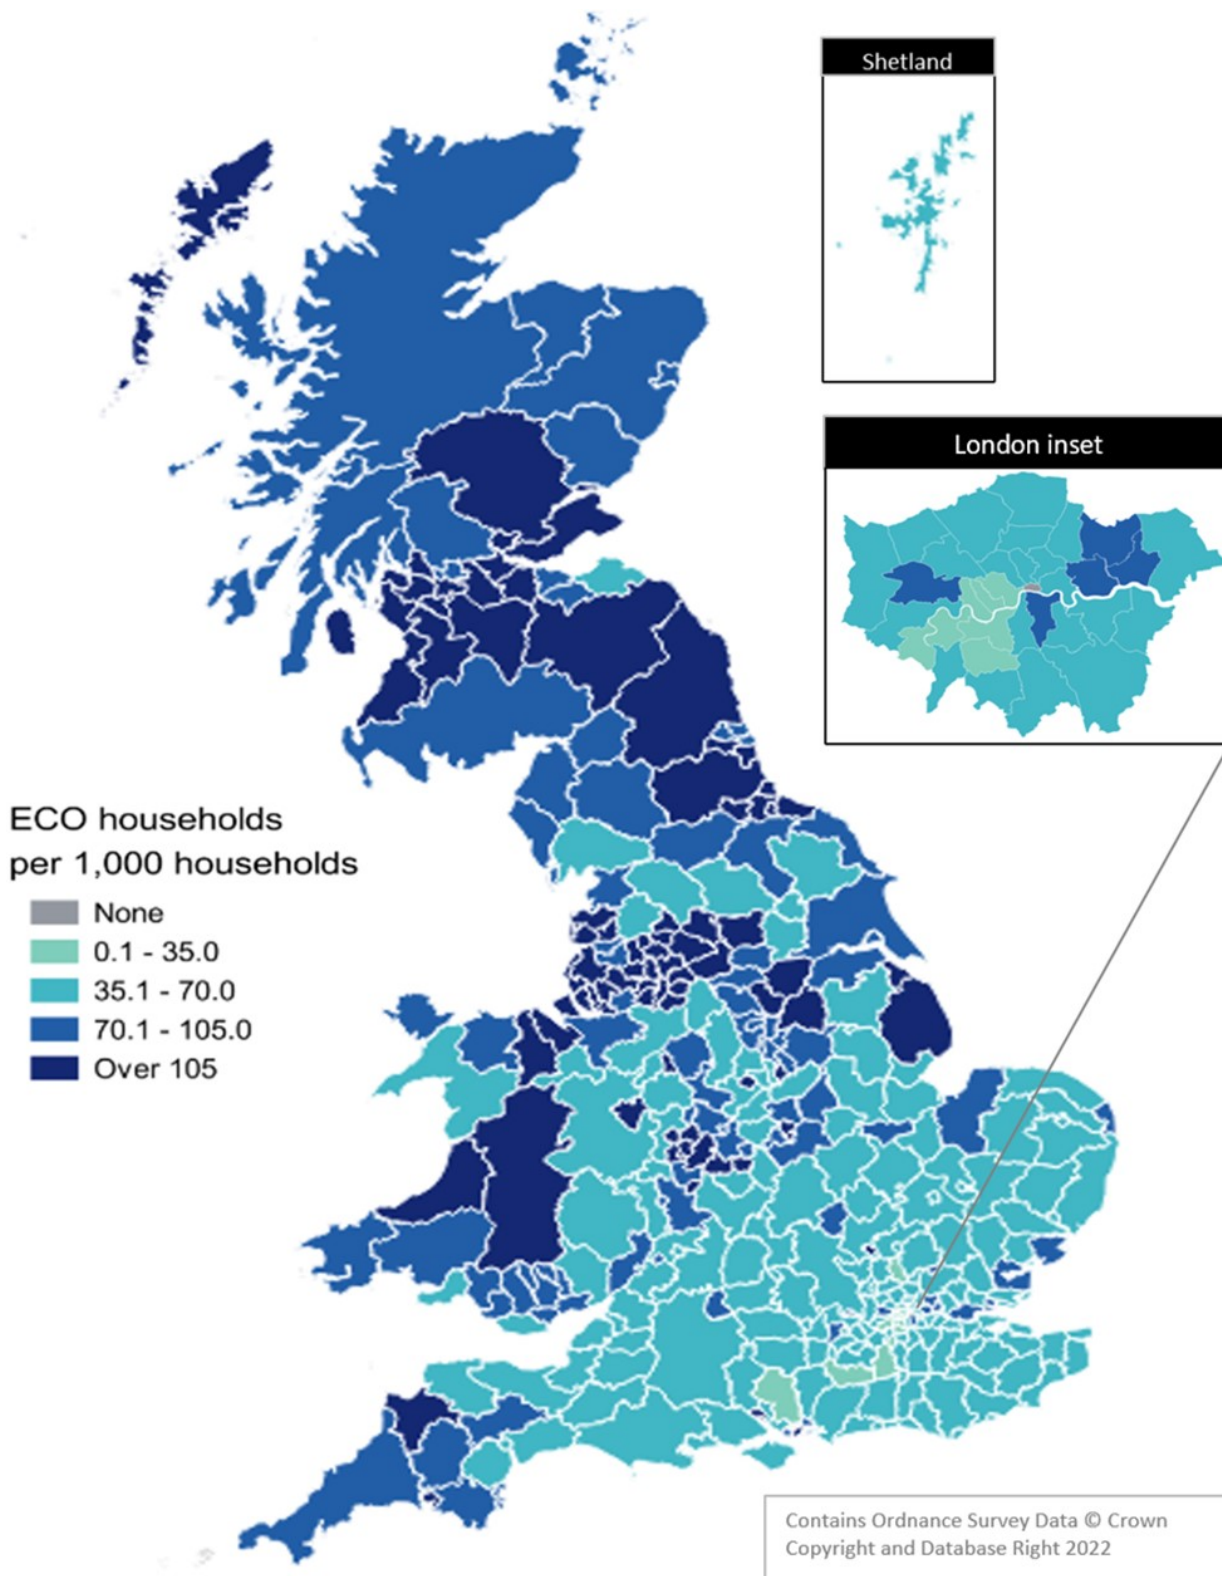 Shetland
London inset
ECO households
per 1,000 households
None
0.1 - 35.0
35.1 - 70.0
70.1 - 105.0
Over 105
Contains Ordnance Survey Data © Crown
Copyright and Database Right 2022